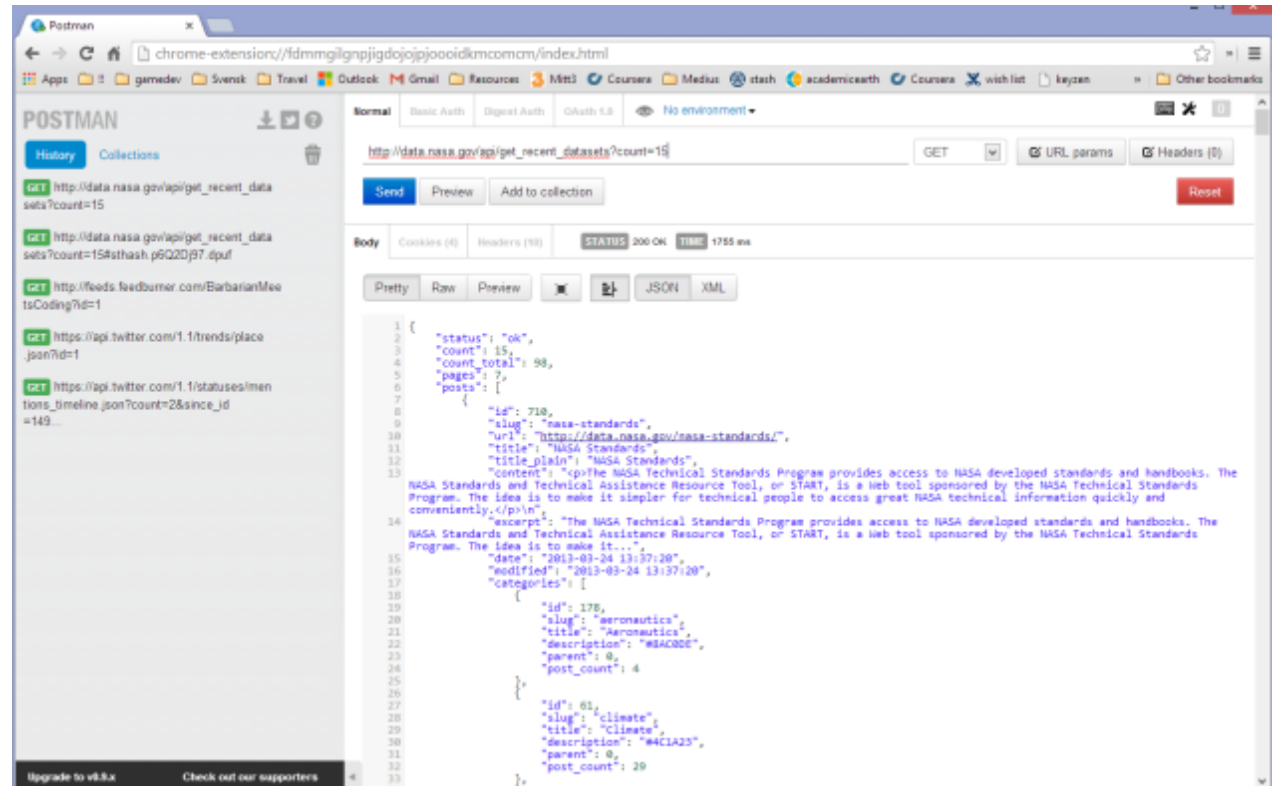 Postman
chrome-extension://fdmmgilgnpjigdojojpjoooidkmcomcm/index.html
Apps !! gamedev Svensk Travel Outlook Gmail Resources Mitt3 Coursera Medius stash academicearth Coursera wish list keyzen » Other bookmarks
POSTMAN
History Collections
GET http://data.nasa.gov/api/get_recent_data
sets?count=15
GET http://data.nasa.gov/api/get_recent_data
sets?count=15#sthash.p6Q2Dj97.dpuf
GET http://feeds.feedburner.com/BarbarianMee
tsCoding?id=1
GET https://api.twitter.com/1.1/trends/place
.json?id=1
GET https://api.twitter.com/1.1/statuses/men
tions_timeline.json?count=2&since_id
=149...
Upgrade to v8.8.x Check out our supporters
Normal Basic Auth Digest Auth OAuth 1.0 No environment
0
http://data.nasa.gov/api/get_recent_datasets?count=15 GET URL params Headers (0)
Send Preview Add to collection Reset
Body Cookies (4) Headers (10) STATUS 200 OK TIME 1755 ms
Pretty Raw Preview JSON XML
1 {
2 "status": "ok",
3 "count": 15,
4 "count_total": 98,
5 "pages": 7,
6 "posts": [
7 {
8 "id": 710,
9 "slug": "nasa-standards",
10 "url": "http://data.nasa.gov/nasa-standards/",
11 "title": "NASA Standards",
12 "title_plain": "NASA Standards",
13 "content": "<p>The NASA Technical Standards Program provides access to NASA developed standards and handbooks. The
NASA Standards and Technical Assistance Resource Tool, or START, is a Web tool sponsored by the NASA Technical Standards
Program. The idea is to make it simpler for technical people to access great NASA technical information quickly and
conveniently.</p>\n",
14 "excerpt": "The NASA Technical Standards Program provides access to NASA developed standards and handbooks. The
NASA Standards and Technical Assistance Resource Tool, or START, is a Web tool sponsored by the NASA Technical Standards
Program. The idea is to make it...",
15 "date": "2013-03-24 13:37:20",
16 "modified": "2013-03-24 13:37:20",
17 "categories": [
18 {
19 "id": 178,
20 "slug": "aeronautics",
21 "title": "Aeronautics",
22 "description": "#8AC0DE",
23 "parent": 0,
24 "post_count": 4
25 },
26 {
27 "id": 61,
28 "slug": "climate",
29 "title": "Climate",
30 "description": "#4C1A23",
31 "parent": 0,
32 "post_count": 29
33 },